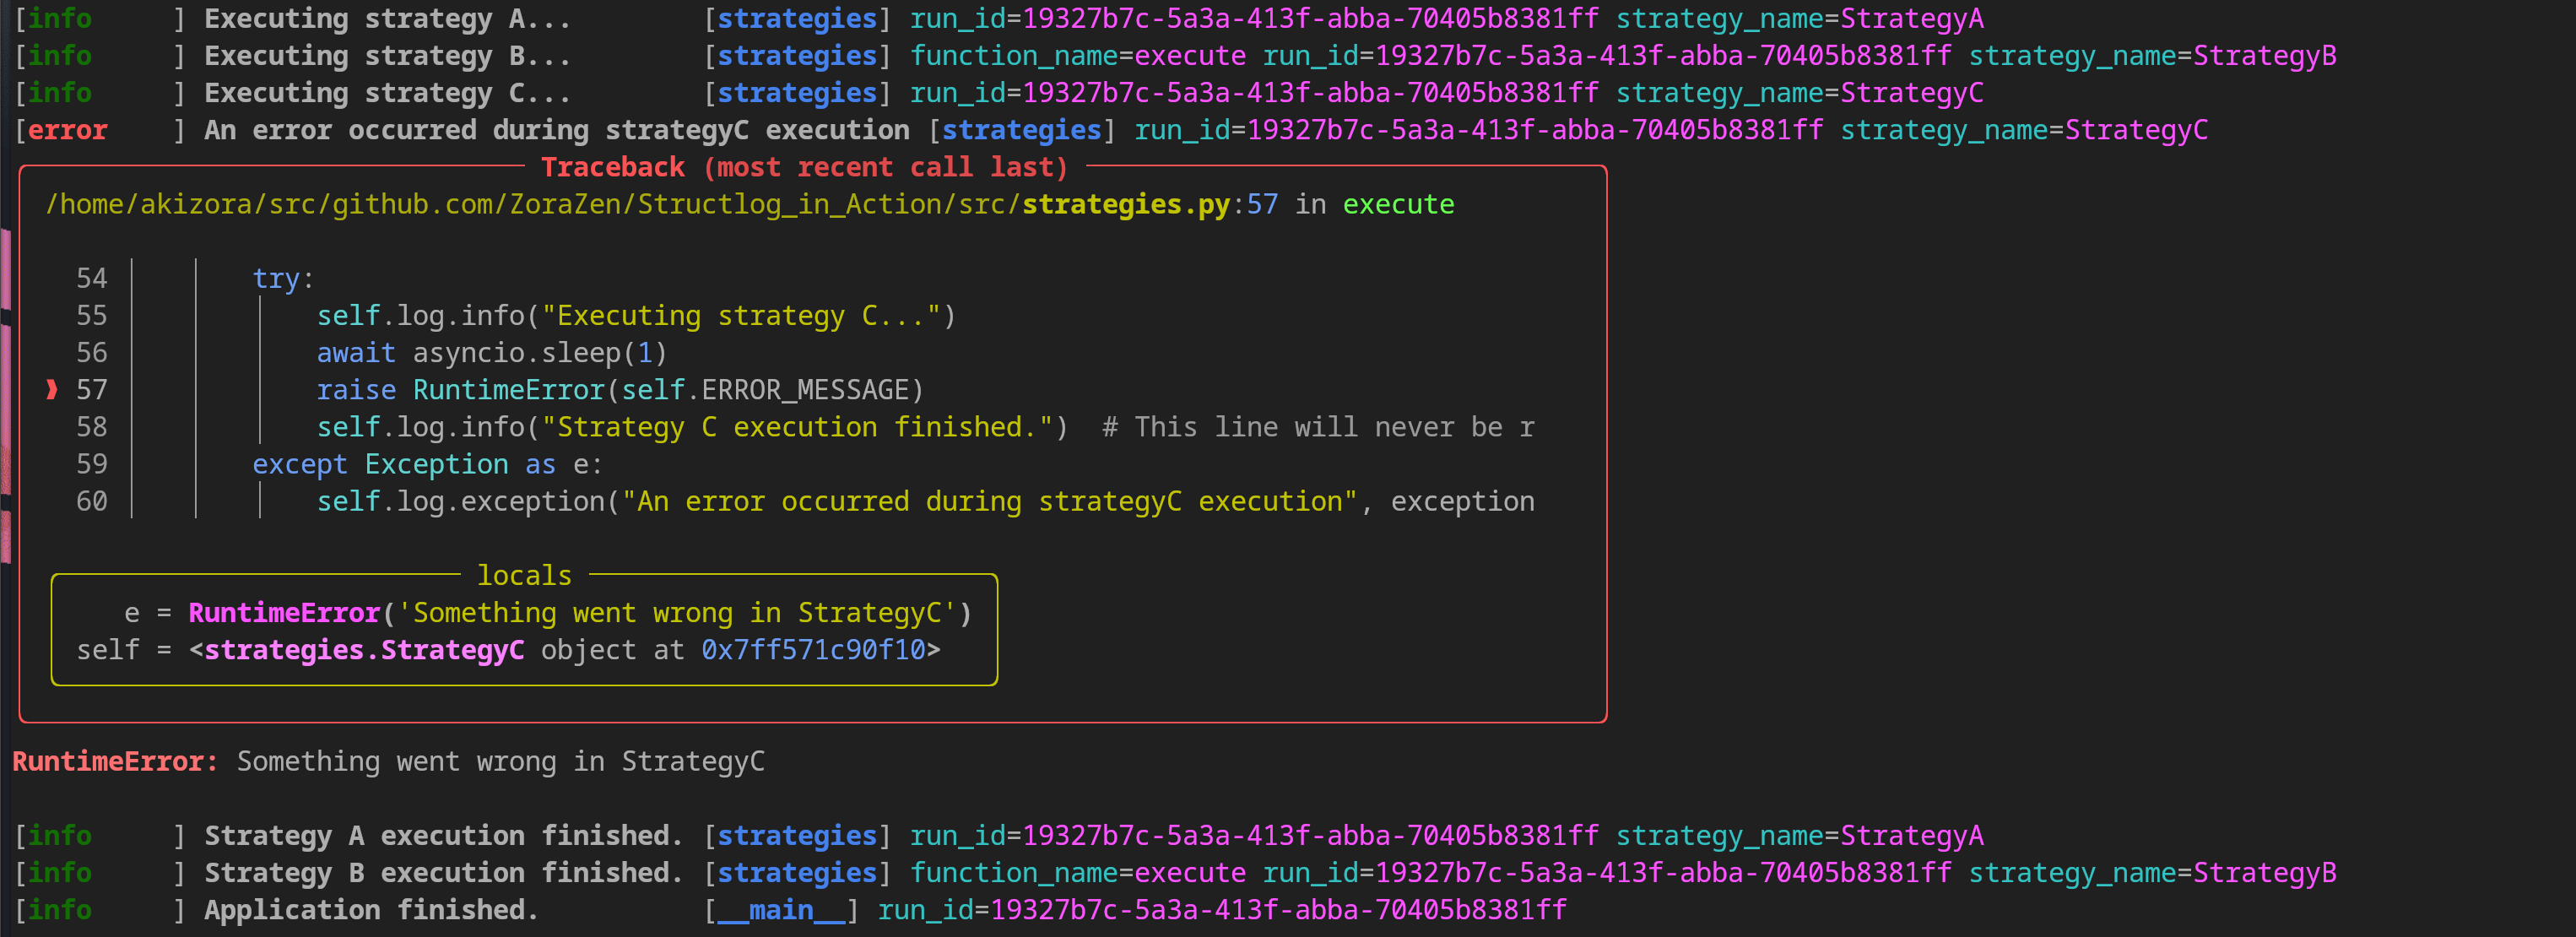 [info     ] Executing strategy A...        [strategies] run_id=19327b7c-5a3a-413f-abba-70405b8381ff strategy_name=StrategyA
[info     ] Executing strategy B...        [strategies] function_name=execute run_id=19327b7c-5a3a-413f-abba-70405b8381ff strategy_name=StrategyB
[info     ] Executing strategy C...        [strategies] run_id=19327b7c-5a3a-413f-abba-70405b8381ff strategy_name=StrategyC
[error    ] An error occurred during strategyC execution [strategies] run_id=19327b7c-5a3a-413f-abba-70405b8381ff strategy_name=StrategyC
Traceback (most recent call last)
/home/akizora/src/github.com/ZoraZen/Structlog_in_Action/src/strategies.py:57 in execute
54 try:
55 self.log.info("Executing strategy C...")
56 await asyncio.sleep(1)
❱ 57 raise RuntimeError(self.ERROR_MESSAGE)
58 self.log.info("Strategy C execution finished.")  # This line will never be r
59 except Exception as e:
60 self.log.exception("An error occurred during strategyC execution", exception
locals
e = RuntimeError('Something went wrong in StrategyC')
self = <strategies.StrategyC object at 0x7ff571c90f10>
RuntimeError: Something went wrong in StrategyC
[info     ] Strategy A execution finished. [strategies] run_id=19327b7c-5a3a-413f-abba-70405b8381ff strategy_name=StrategyA
[info     ] Strategy B execution finished. [strategies] function_name=execute run_id=19327b7c-5a3a-413f-abba-70405b8381ff strategy_name=StrategyB
[info     ] Application finished.          [__main__] run_id=19327b7c-5a3a-413f-abba-70405b8381ff